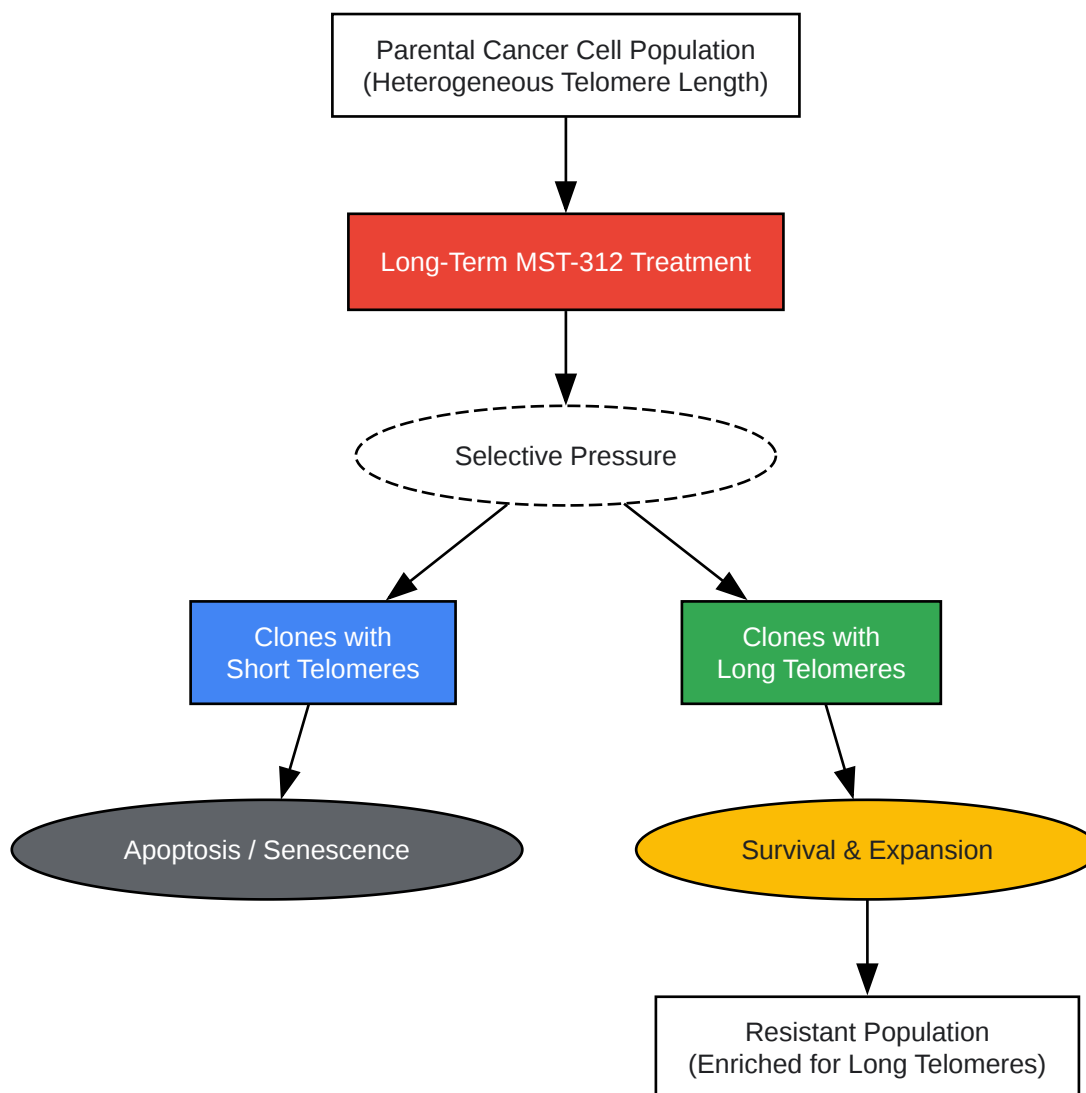 Parental Cancer Cell Population
(Heterogeneous Telomere Length)
Long-Term MST-312 Treatment
Selective Pressure
Clones with
Short Telomeres
Clones with
Long Telomeres
Apoptosis / Senescence
Survival & Expansion
Resistant Population
(Enriched for Long Telomeres)